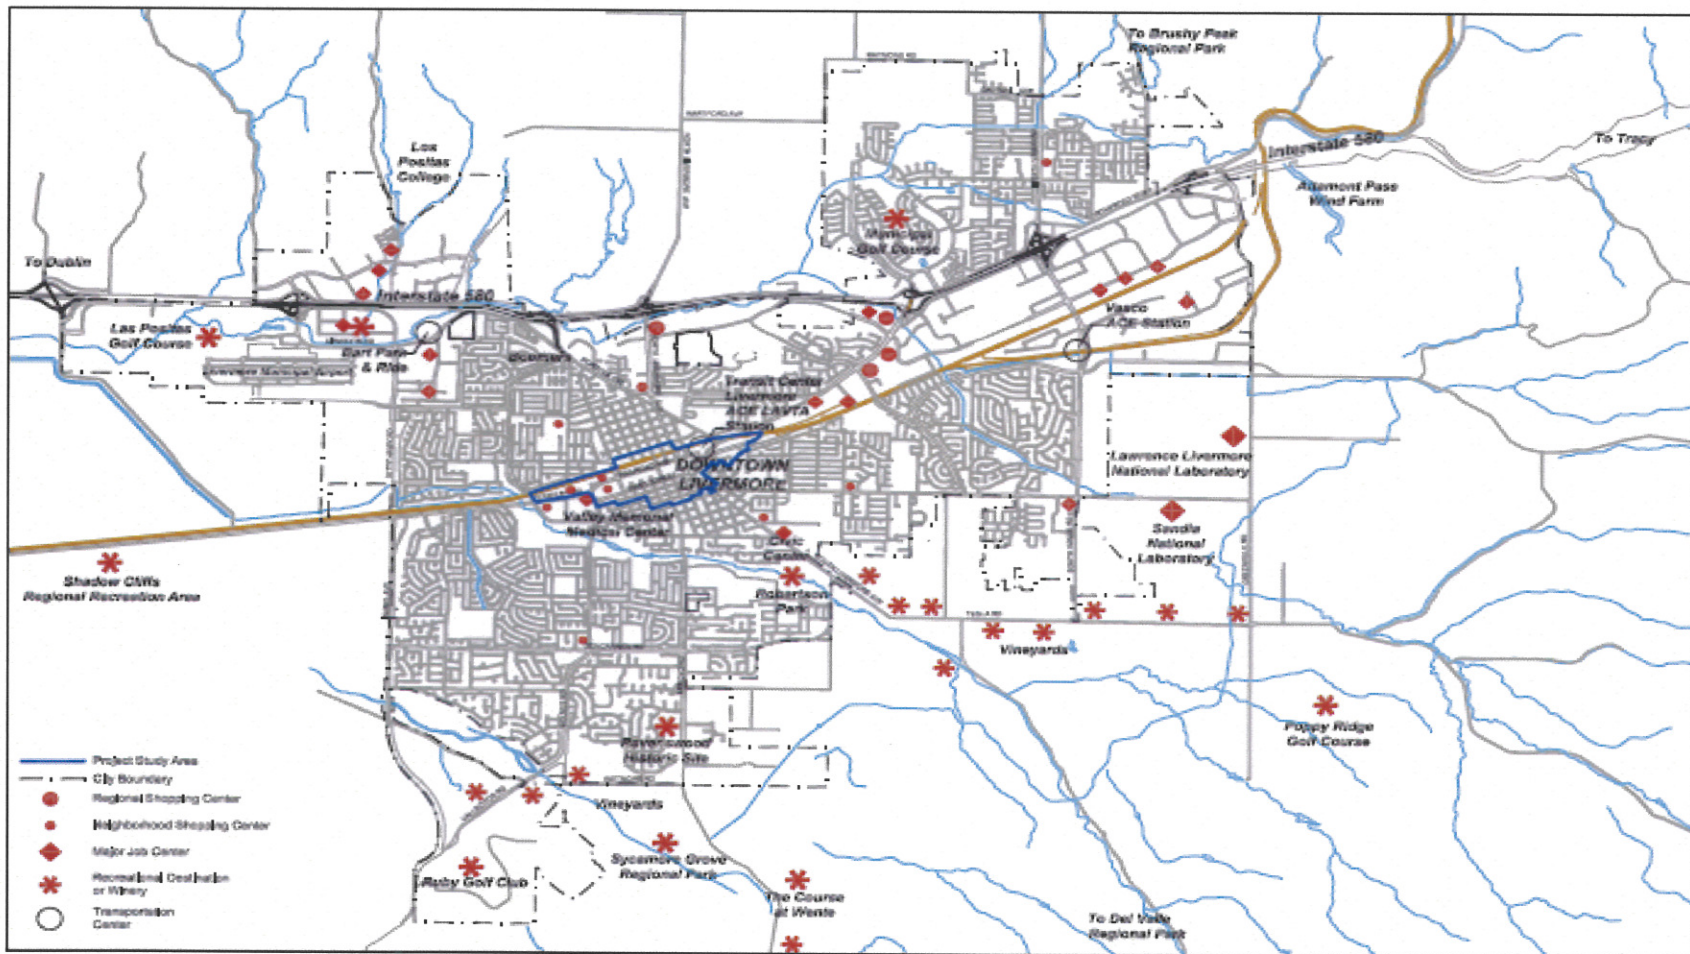 To Brushy Peak
Regional Park
Los
Positas
College
Interstate 580
To Tracy
Altamont Pass
Wind Farm
Municipal
Golf Course
To Dublin
Interstate 580
Las Positas
Golf Course
Bart Park
& Ride
Livermore Municipal Airport
Vasco
ACE Station
Transit Center
Livermore
ACE LAVTA
Station
DOWNTOWN
LIVERMORE
Lawrence Livermore
National Laboratory
Valley Memorial
Medical Center
Civic
Center
Sandia
National
Laboratory
Shadow Cliffs
Regional Recreation Area
Robertson
Park
TESLA RD
Vineyards
Poppy Ridge
Golf Course
Ravenswood
Historic Site
Vineyards
Sycamore Grove
Regional Park
Ruby Golf Club
The Course
at Wente
To Del Valle
Regional Park
Project Study Area
City Boundary
Regional Shopping Center
Neighborhood Shopping Center
Major Job Center
Recreational Destination
or Winery
Transportation
Center